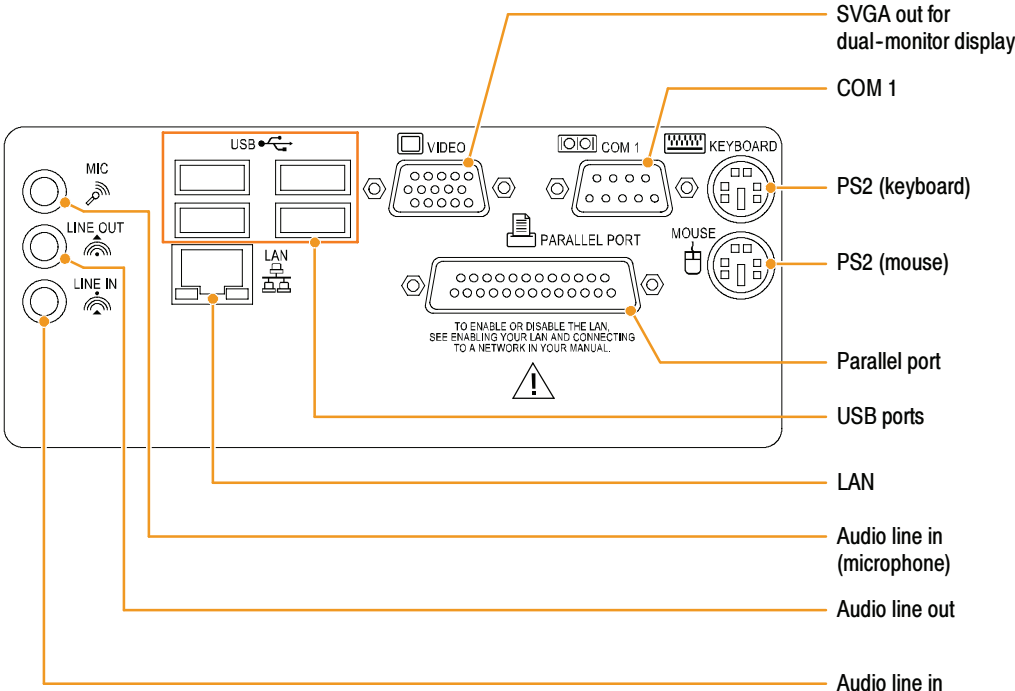 SVGA out for
dual-monitor display
COM 1
USB
VIDEO
COM 1
KEYBOARD
MIC
PS2 (keyboard)
LINE OUT
PARALLEL PORT
MOUSE
LAN
PS2 (mouse)
LINE IN
TO ENABLE OR DISABLE THE LAN,
SEE ENABLING YOUR LAN AND CONNECTING
TO A NETWORK IN YOUR MANUAL.
Parallel port
USB ports
LAN
Audio line in
(microphone)
Audio line out
Audio line in